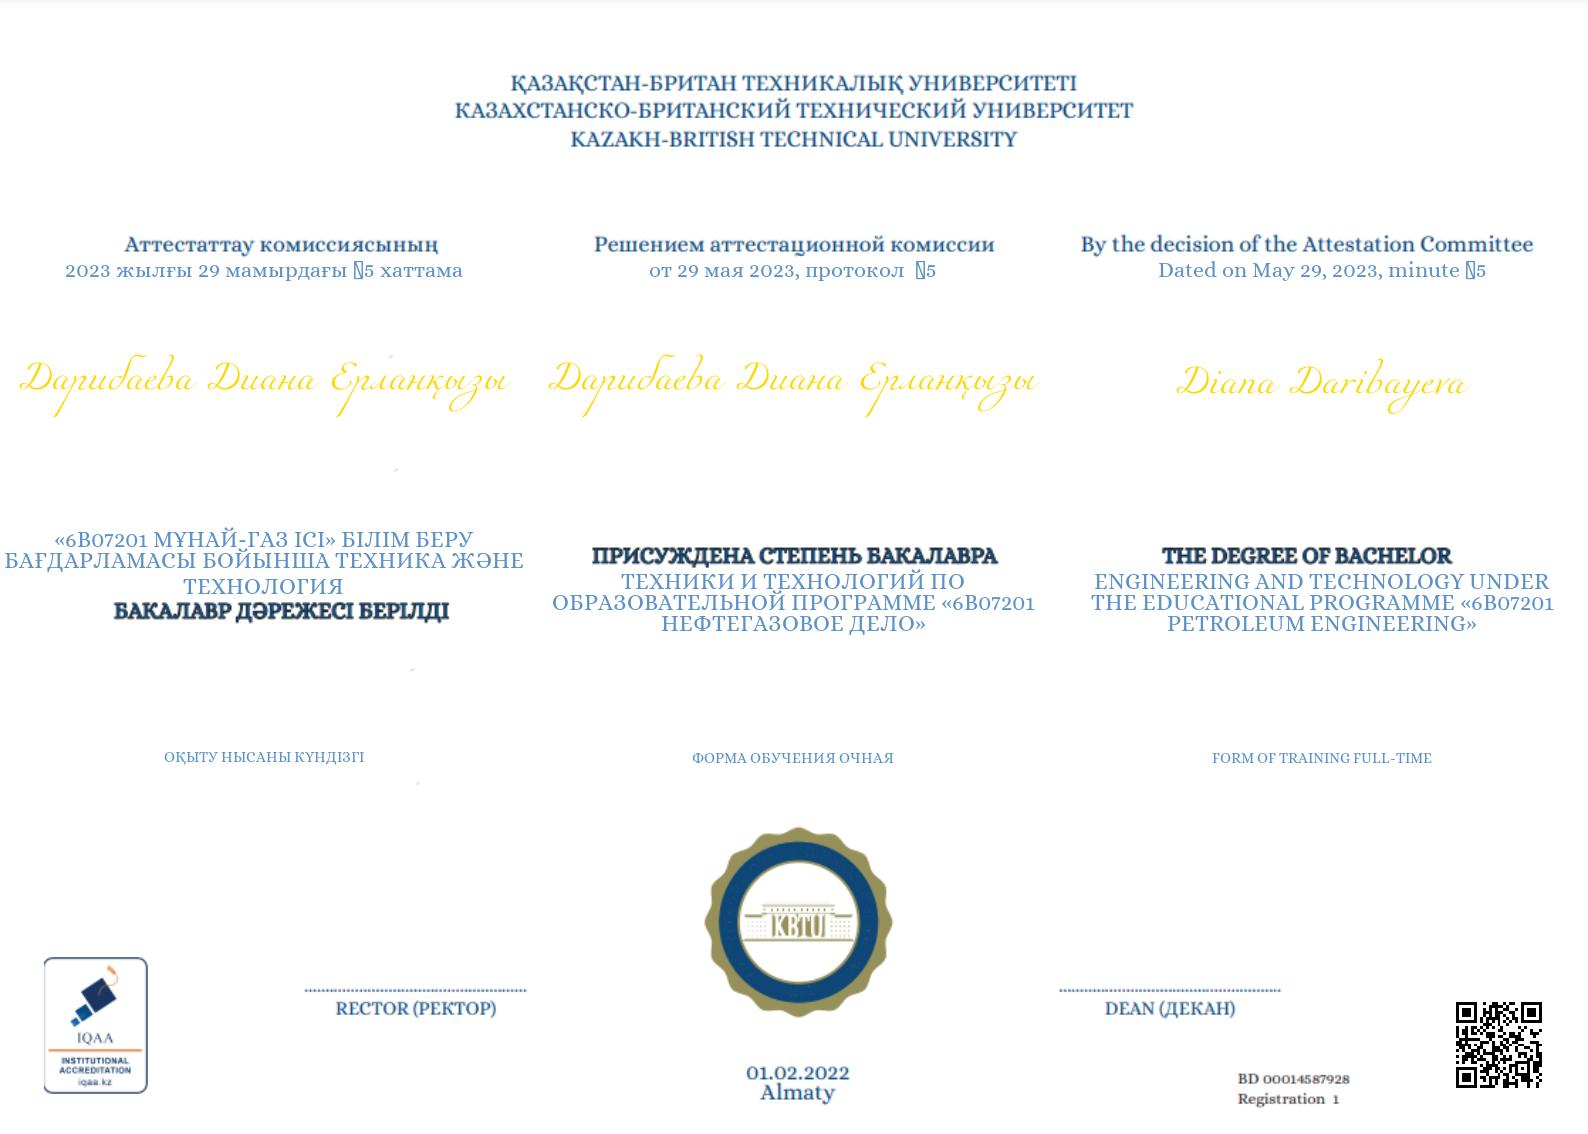 ҚАЗАҚСТАН-БРИТАН ТЕХНИКАЛЫҚ УНИВЕРСИТЕТІ
КАЗАХСТАНСКО-БРИТАНСКИЙ ТЕХНИЧЕСКИЙ УНИВЕРСИТЕТ
KAZAKH-BRITISH TECHNICAL UNIVERSITY
Аттестаттау комиссиясының
2023 жылғы 29 мамырдағы 5 хаттама
Дарибаева Диана Ерланқызы
«6B07201 МҰНАЙ-ГАЗ ІСІ» БІЛІМ БЕРУ
БАҒДАРЛАМАСЫ БОЙЫНША ТЕХНИКА ЖӘНЕ
ТЕХНОЛОГИЯ
БАКАЛАВР ДӘРЕЖЕСІ БЕРІЛДІ
ОҚЫТУ НЫСАНЫ КҮНДІЗГІ
Решением аттестационной комиссии
от 29 мая 2023, протокол 5
Дарибаева Диана Ерланқызы
ПРИСУЖДЕНА СТЕПЕНЬ БАКАЛАВРА
ТЕХНИКИ И ТЕХНОЛОГИЙ ПО
ОБРАЗОВАТЕЛЬНОЙ ПРОГРАММЕ «6B07201
НЕФТЕГАЗОВОЕ ДЕЛО»
ФОРМА ОБУЧЕНИЯ ОЧНАЯ
By the decision of the Attestation Committee
Dated on May 29, 2023, minute 5
Diana Daribayeva
THE DEGREE OF BACHELOR
ENGINEERING AND TECHNOLOGY UNDER
THE EDUCATIONAL PROGRAMME «6B07201
PETROLEUM ENGINEERING»
FORM OF TRAINING FULL-TIME
KBTU
IQAA
INSTITUTIONAL
ACCREDITATION
iqaa.kz
RECTOR (РЕКТОР)
DEAN (ДЕКАН)
01.02.2022
Almaty
BD 00014587928
Registration 1